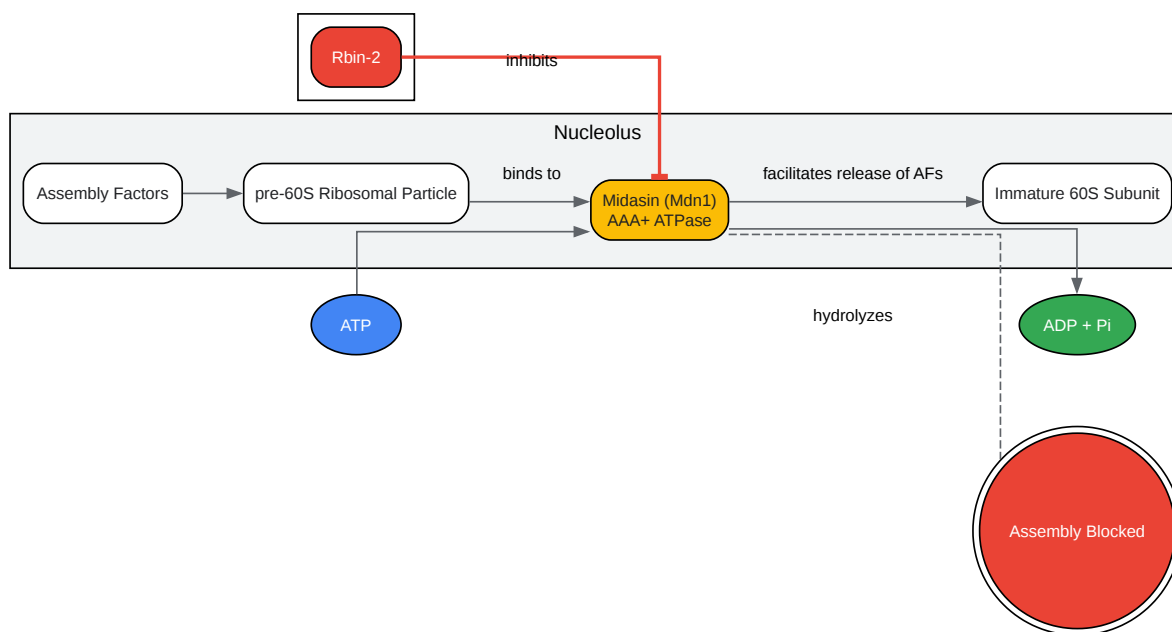 Rbin-2
inhibits
Nucleolus
Assembly Factors
pre-60S Ribosomal Particle
binds to
Midasin (Mdn1)
AAA+ ATPase
facilitates release of AFs
Immature 60S Subunit
ATP
hydrolyzes
ADP + Pi
Assembly Blocked